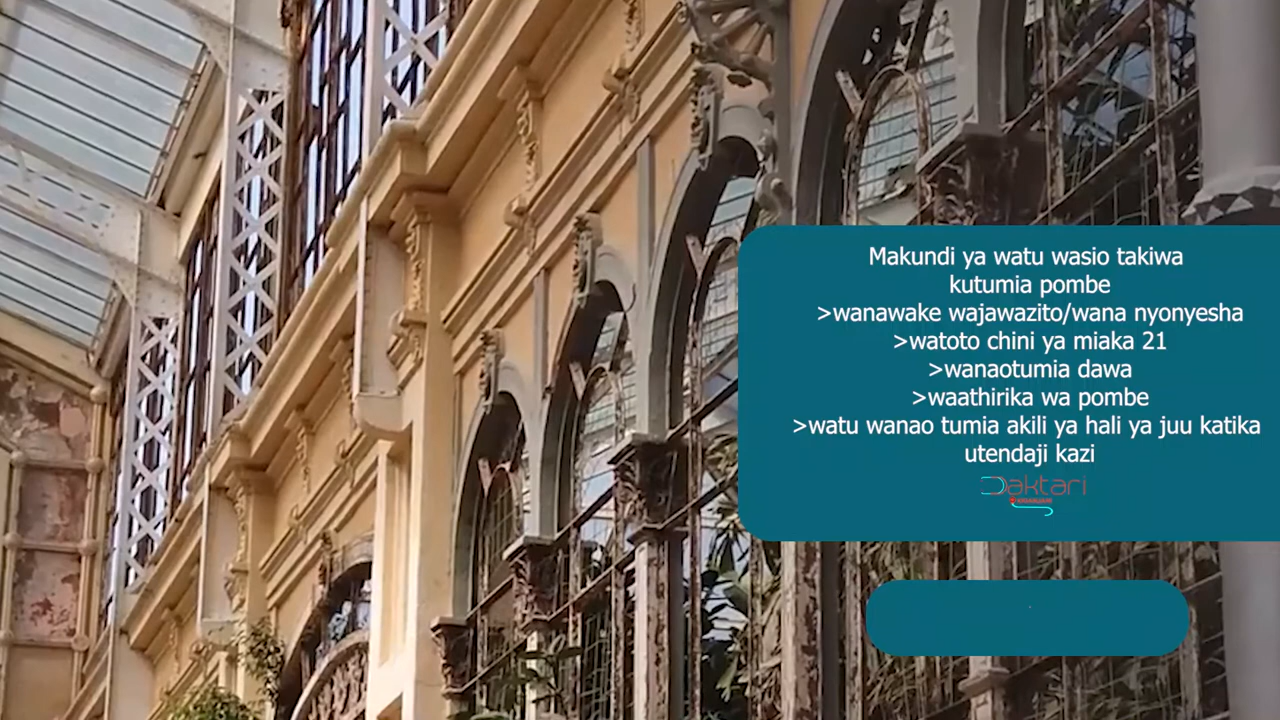 Makundi ya watu wasio takiwa
kutumia pombe
>wanawake wajawazito/wana nyonyesha
>watoto chini ya miaka 21
>wanaotumia dawa
>waathirika wa pombe
>watu wanao tumia akili ya hali ya juu katika
utendaji kazi
Daktari